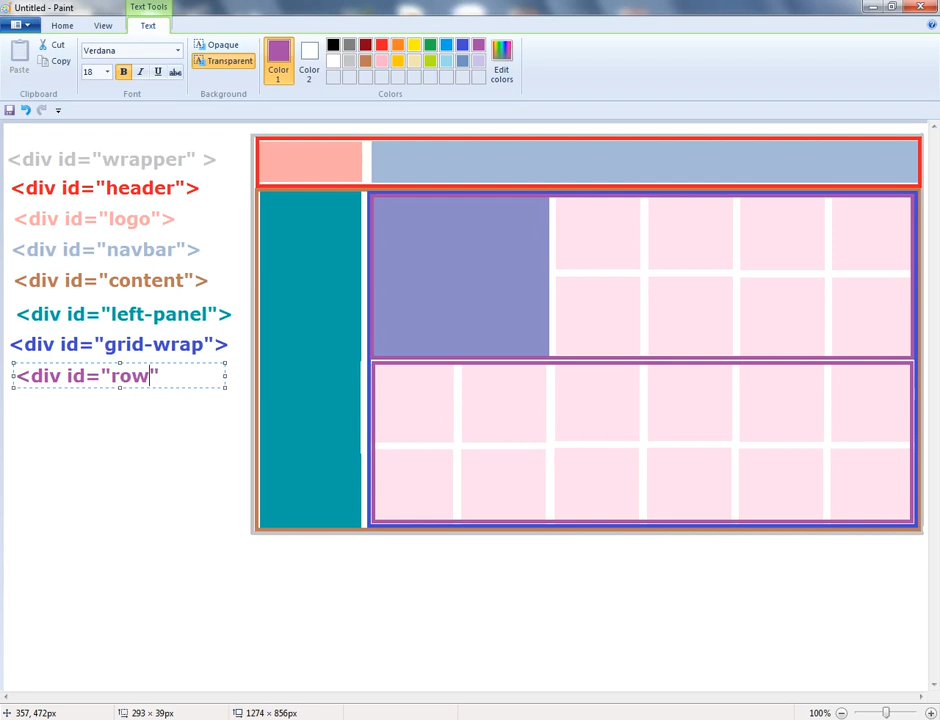 Untitled - Paint
Text Tools
Home
View
Text
Paste
Cut
Copy
Clipboard
Verdana
18
B
I
U
abc
Font
A Opaque
A Transparent
Background
Color
1
Color
2
Edit
colors
Colors
<div id="wrapper" >
<div id="header">
<div id="logo">
<div id="navbar">
<div id="content">
<div id="left-panel">
<div id="grid-wrap">
<div id="row"
357, 472px
293 × 39px
1274 × 856px
100%